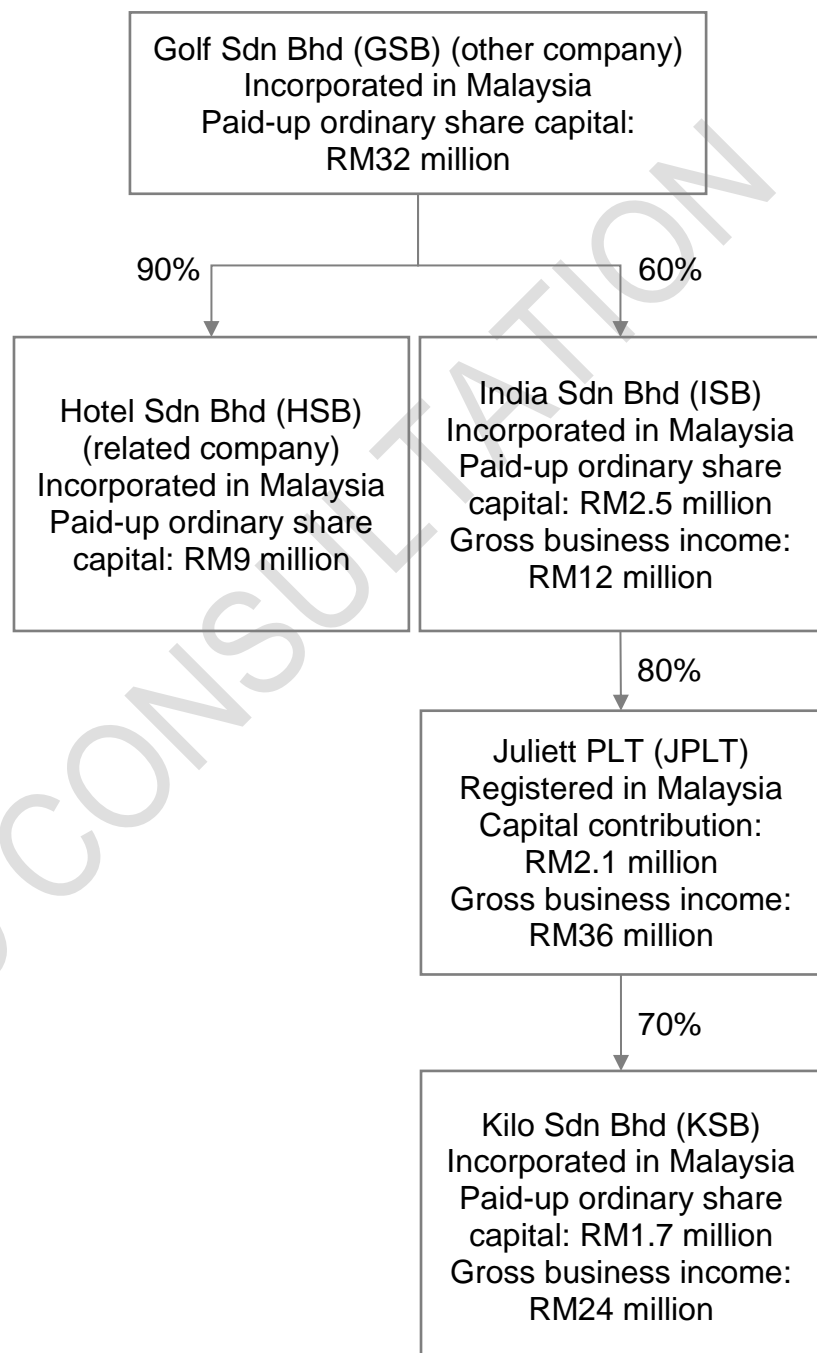 Golf Sdn Bhd (GSB) (other company)
Incorporated in Malaysia
Paid-up ordinary share capital:
RM32 million
90%
60%
Hotel Sdn Bhd (HSB)
(related company)
Incorporated in Malaysia
Paid-up ordinary share
capital: RM9 million
India Sdn Bhd (ISB)
Incorporated in Malaysia
Paid-up ordinary share
capital: RM2.5 million
Gross business income:
RM12 million
80%
Juliett PLT (JPLT)
Registered in Malaysia
Capital contribution:
RM2.1 million
Gross business income:
RM36 million
70%
Kilo Sdn Bhd (KSB)
Incorporated in Malaysia
Paid-up ordinary share
capital: RM1.7 million
Gross business income:
RM24 million
CONSULTATION